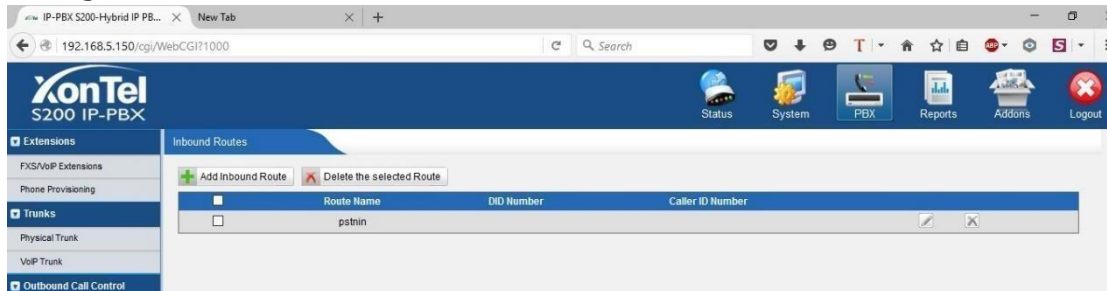 IP-PBX S200-Hybrid IP PB... New Tab
192.168.5.150/cgi/WebCGI?1000 Search
XonTel
S200 IP-PBX
Status System PBX Reports Addons Logout
Extensions
Inbound Routes
FXS/VoIP Extensions
Phone Provisioning
Add Inbound Route Delete the selected Route
Route Name DID Number Caller ID Number
Trunks
pstnin
Physical Trunk
VoIP Trunk
Outbound Call Control